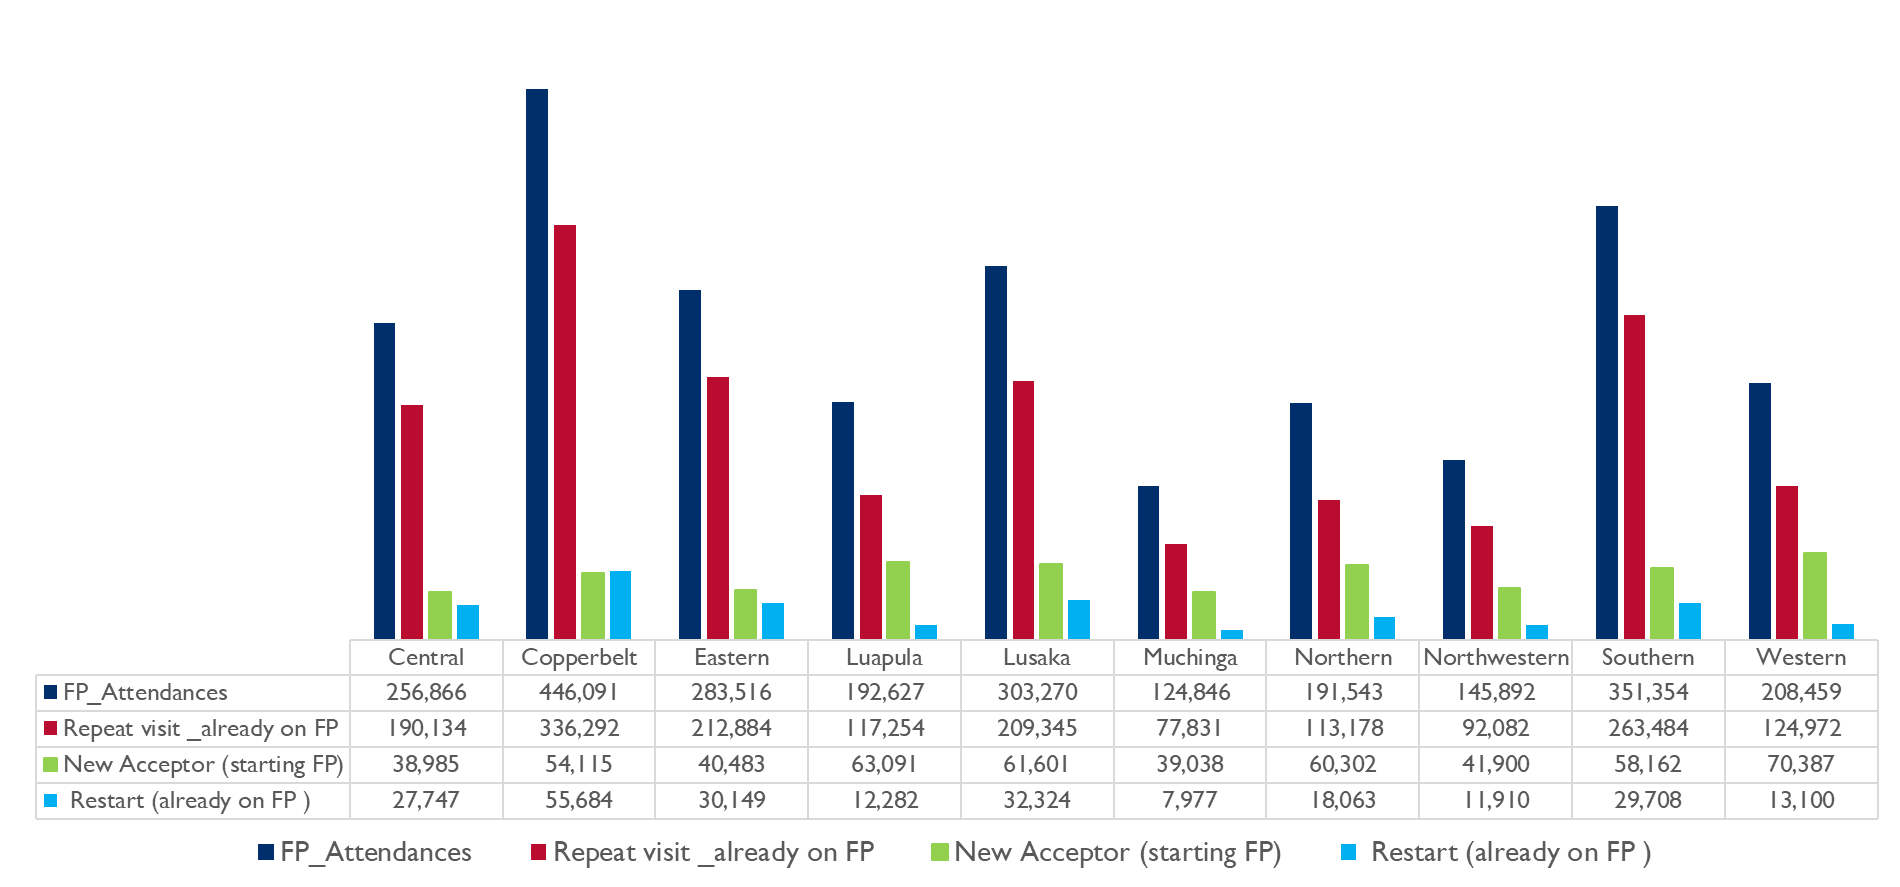 Central Copperbelt Eastern Luapula Lusaka Muchinga Northern Northwestern Southern Western
FP_Attendances 256,866 446,091 283,516 192,627 303,270 124,846 191,543 145,892 351,354 208,459
Repeat visit _already on FP 190,134 336,292 212,884 117,254 209,345 77,831 113,178 92,082 263,484 124,972
New Acceptor (starting FP) 38,985 54,115 40,483 63,091 61,601 39,038 60,302 41,900 58,162 70,387
Restart (already on FP ) 27,747 55,684 30,149 12,282 32,324 7,977 18,063 11,910 29,708 13,100
FP_Attendances Repeat visit _already on FP New Acceptor (starting FP) Restart (already on FP )